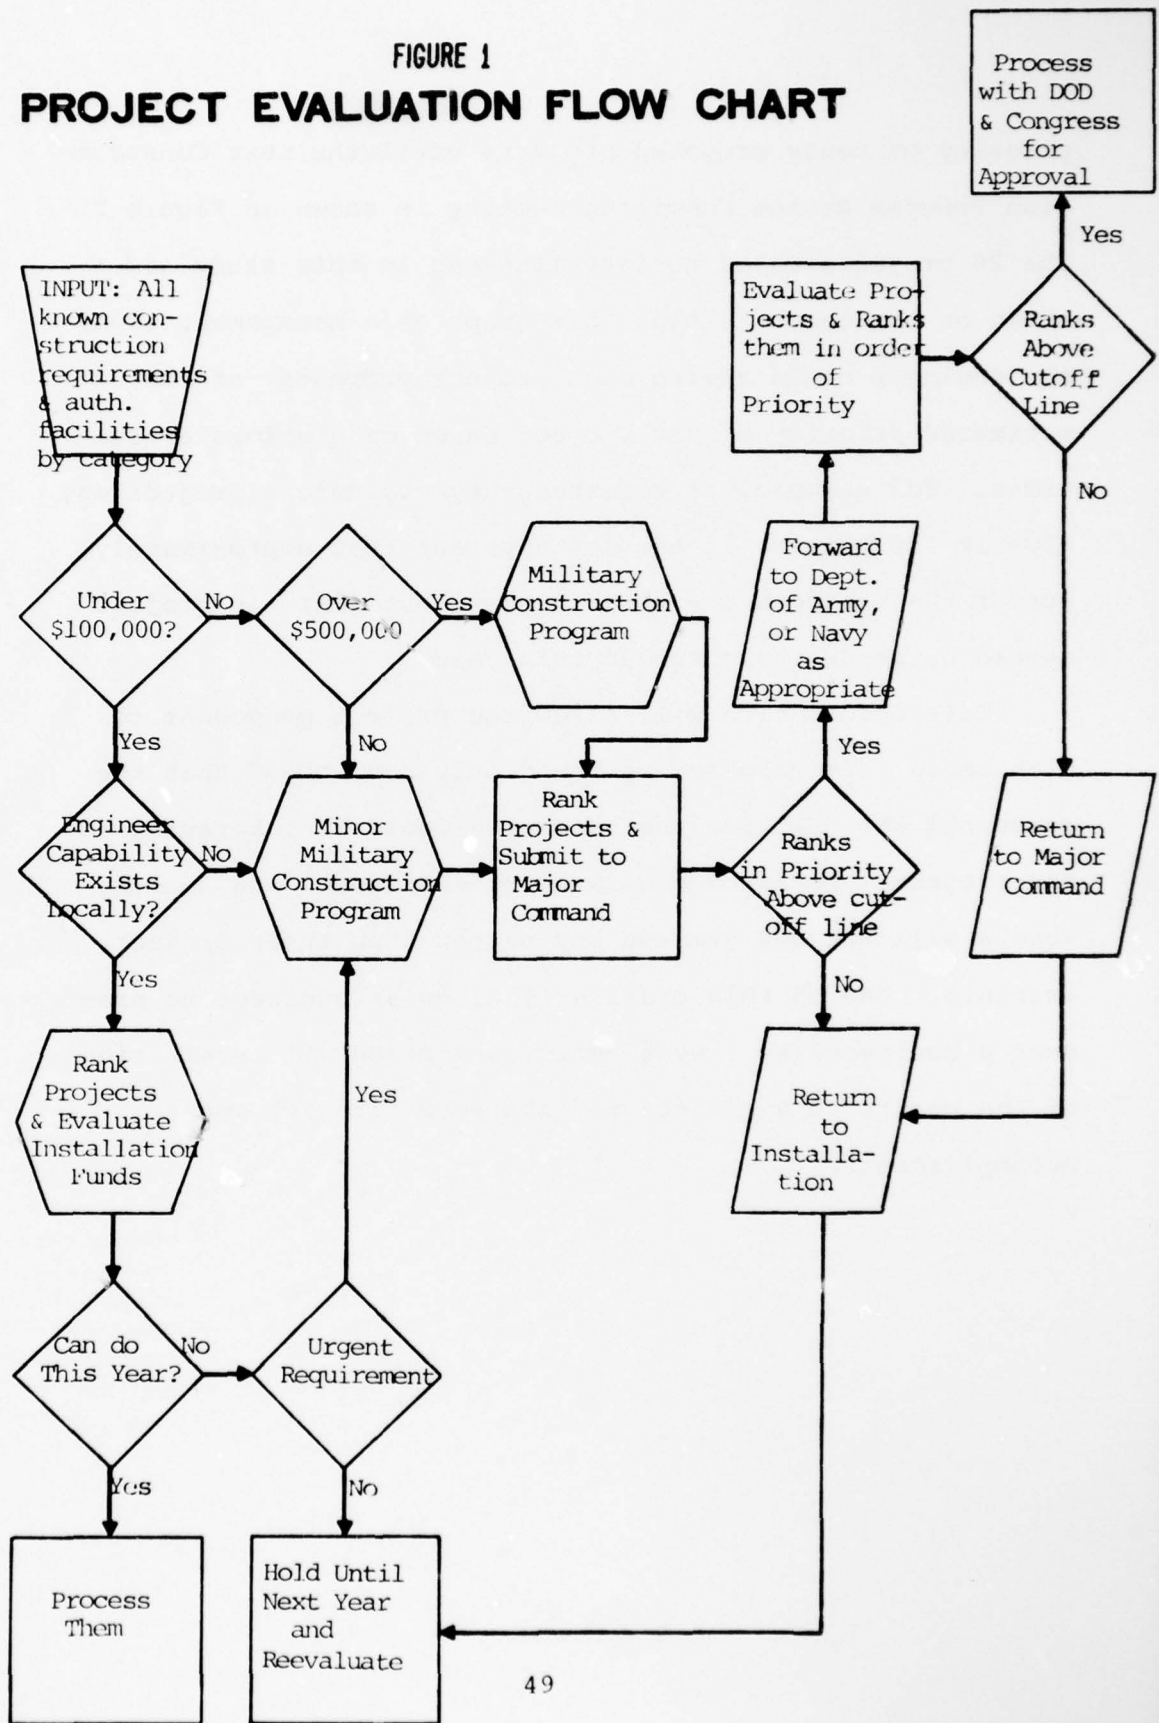 FIGURE 1
PROJECT EVALUATION FLOW CHART
Process
with DOD
& Congress
for
Approval
Yes
INPUT: All
known con-
struction
requirements
& auth.
facilities
by category
Evaluate Pro-
jects & Ranks
them in order
of
Priority
Ranks
Above
Cutoff
Line
No
Under
$100,000?
No
Over
$500,000
Yes
Military
Construction
Program
Forward
to Dept.
of Army,
or Navy
as
Appropriate
Yes
No
Yes
Engineer
Capability
Exists
Locally?
No
Minor
Military
Construction
Program
Rank
Projects &
Submit to
Major
Command
Ranks
in Priority
Above cut-
off line
Return
to Major
Command
Yes
No
Rank
Projects
& Evaluate
Installation
Funds
Yes
Return
to
Installa-
tion
Can do
This Year?
No
Urgent
Requirement
Yes
No
Process
Them
Hold Until
Next Year
and
Reevaluate
49